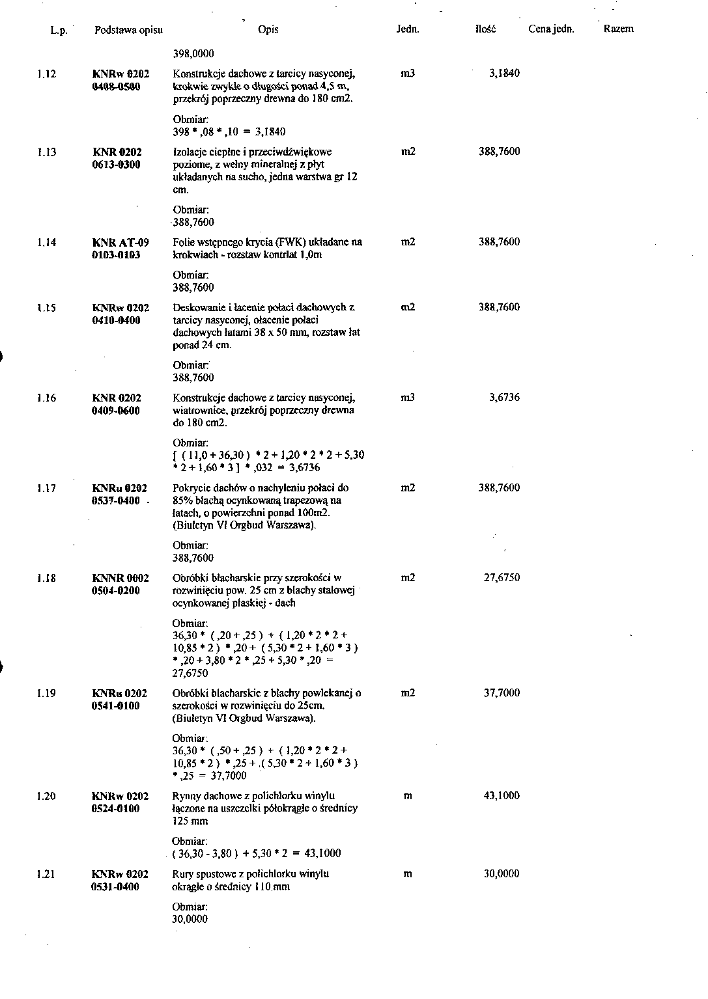 L.p. Podstawa opisu Opis Jedn. Ilość Cena jedn. Razem
398,0000
1.12 KNRw 0202 Konstrukcje dachowe z tarcicy nasyconej, m3 3,1840
0408-0500 krokwie zwykłe o długości ponad 4,5 m,
przekrój poprzeczny drewna do 180 cm2.
Obmiar:
398 * ,08 * ,10 = 3,1840
1.13 KNR 0202 Izolacje cieplne i przeciwdźwiękowe m2 388,7600
0613-0300 poziome, z wełny mineralnej z płyt
układanych na sucho, jedna warstwa gr 12
cm.
Obmiar:
388,7600
1.14 KNR AT-09 Folie wstępnego krycia (FWK) układane na m2 388,7600
0103-0103 krokwiach - rozstaw kontrłat 1,0m
Obmiar:
388,7600
1.15 KNRw 0202 Deskowanie i łacenie połaci dachowych z m2 388,7600
0410-0400 tarcicy nasyconej, ołacenie połaci
dachowych łatami 38 x 50 mm, rozstaw łat
ponad 24 cm.
Obmiar:
388,7600
1.16 KNR 0202 Konstrukcje dachowe z tarcicy nasyconej, m3 3,6736
0409-0600 wiatrownice, przekrój poprzeczny drewna
do 180 cm2.
Obmiar:
[ ( 11,0 + 36,30 ) * 2 + 1,20 * 2 * 2 + 5,30
* 2 + 1,60 * 3 ] * ,032 = 3,6736
1.17 KNRu 0202 Pokrycie dachów o nachyleniu połaci do m2 388,7600
0537-0400 85% blachą ocynkowaną trapezową na
łatach, o powierzchni ponad 100m2.
(Biuletyn VI Orgbud Warszawa).
Obmiar:
388,7600
1.18 KNNR 0002 Obróbki blacharskie przy szerokości w m2 27,6750
0504-0200 rozwinięciu pow. 25 cm z blachy stalowej
ocynkowanej płaskiej - dach
Obmiar:
36,30 * ( ,20 + ,25 ) + ( 1,20 * 2 * 2 +
10,85 * 2 ) * ,20 + ( 5,30 * 2 + 1,60 * 3 )
* ,20 + 3,80 * 2 * ,25 + 5,30 * ,20 =
27,6750
1.19 KNRu 0202 Obróbki blacharskie z blachy powlekanej o m2 37,7000
0541-0100 szerokości w rozwinięciu do 25cm.
(Biuletyn VI Orgbud Warszawa).
Obmiar:
36,30 * ( ,50 + ,25 ) + ( 1,20 * 2 * 2 +
10,85 * 2 ) * ,25 + ( 5,30 * 2 + 1,60 * 3 )
* ,25 = 37,7000
1.20 KNRw 0202 Rynny dachowe z polichlorku winylu m 43,1000
0524-0100 łączone na uszczelki półokrągłe o średnicy
125 mm
Obmiar:
( 36,30 - 3,80 ) + 5,30 * 2 = 43,1000
1.21 KNRw 0202 Rury spustowe z polichlorku winylu m 30,0000
0531-0400 okrągłe o średnicy 110 mm
Obmiar:
30,0000